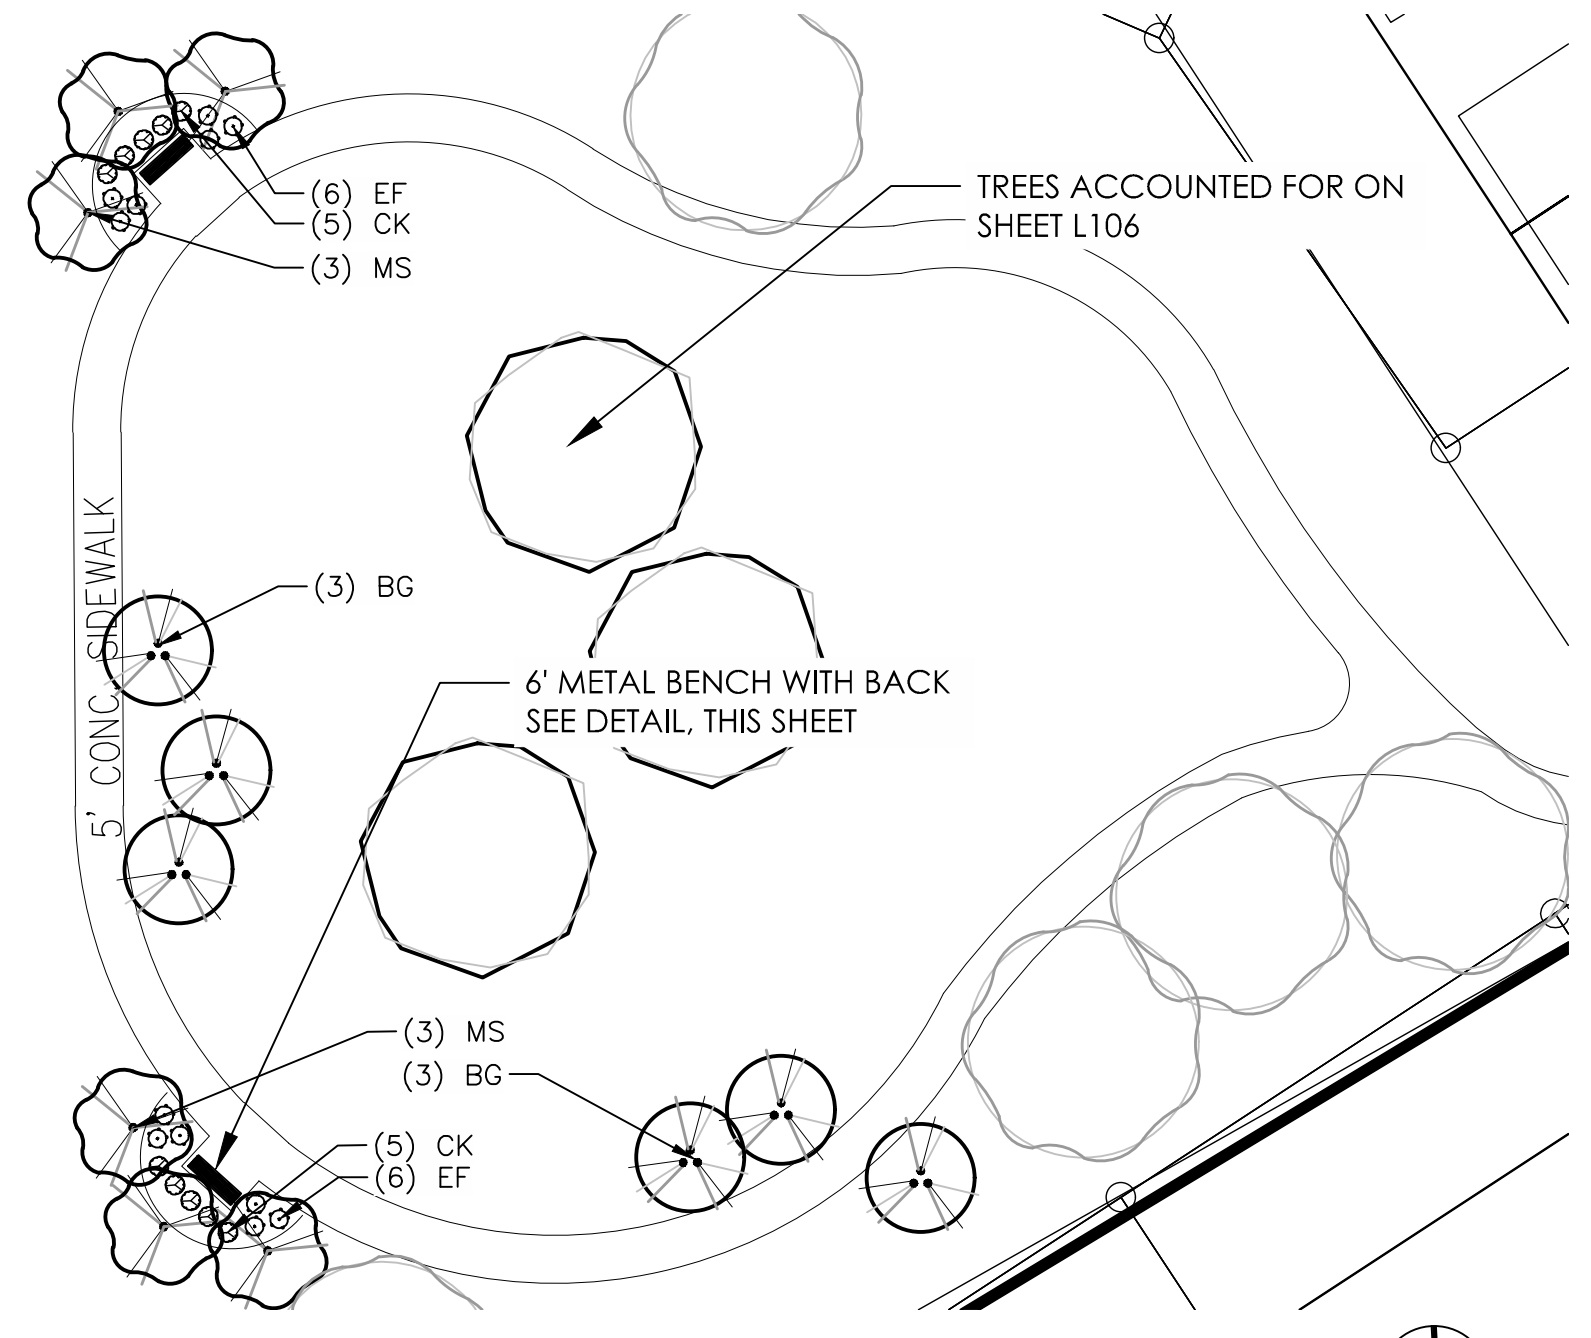 TREES ACCOUNTED FOR ON
SHEET L106
(6) EF
(5) CK
(3) MS
5' CONC. SIDEWALK
(3) BG
6' METAL BENCH WITH BACK
SEE DETAIL, THIS SHEET
(3) MS
(3) BG
(5) CK
(6) EF